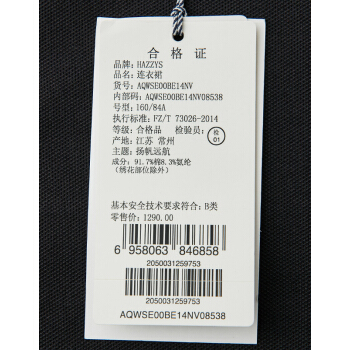 合格证
品牌: HAZZYS
品名: 连衣裙
货号: AQWSE00BE14NV
内部码: AQWSE00BE14NV08538
号型: 160/84A
执行标准: FZ/T 73026-2014
等级: 合格品 检验员: 检01
产地: 江苏 常州
主题: 扬帆远航
成分: 91.7%棉8.3%氨纶
(绣花部位除外)
基本安全技术要求符合: B类
零售价: 1290.00
6 958063 846858
2050031259753
2050031259753
AQWSE00BE14NV08538